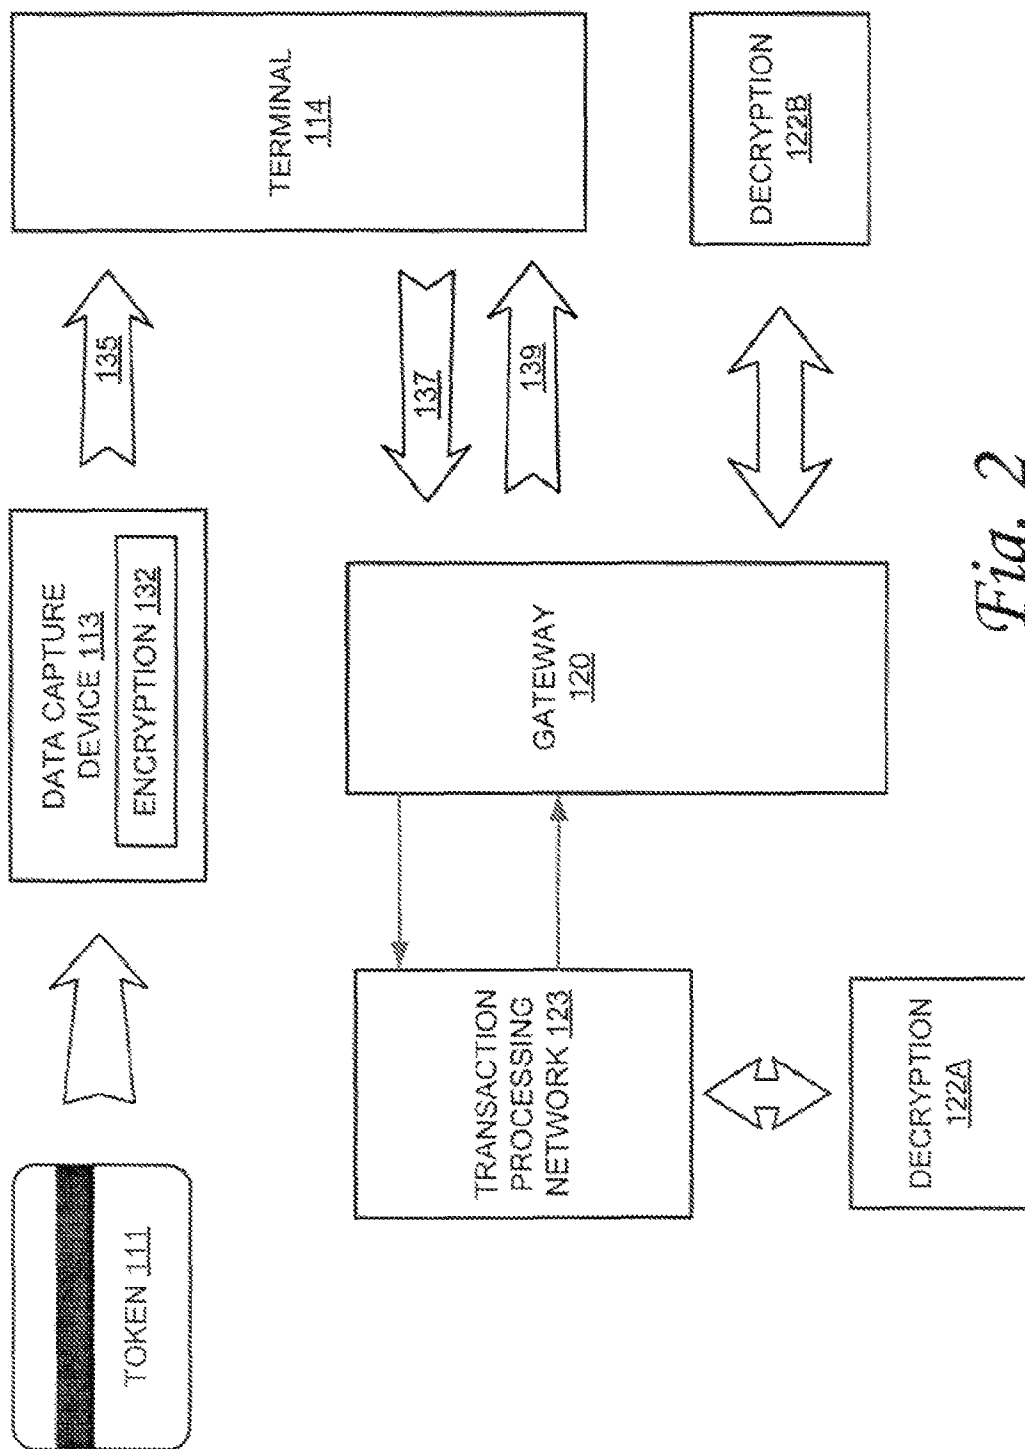 TOKEN 111
DATA CAPTURE
DEVICE 113
ENCRYPTION 132
135
TERMINAL
114
TRANSACTION
PROCESSING
NETWORK 123
GATEWAY
120
137
139
DECRYPTION
122A
DECRYPTION
122B
Fig. 2